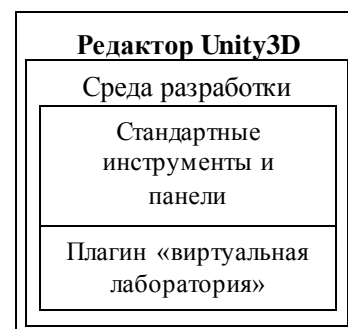 Редактор Unity3D
Среда разработки
Стандартные
инструменты и
панели
Плагин «виртуальная
лаборатория»